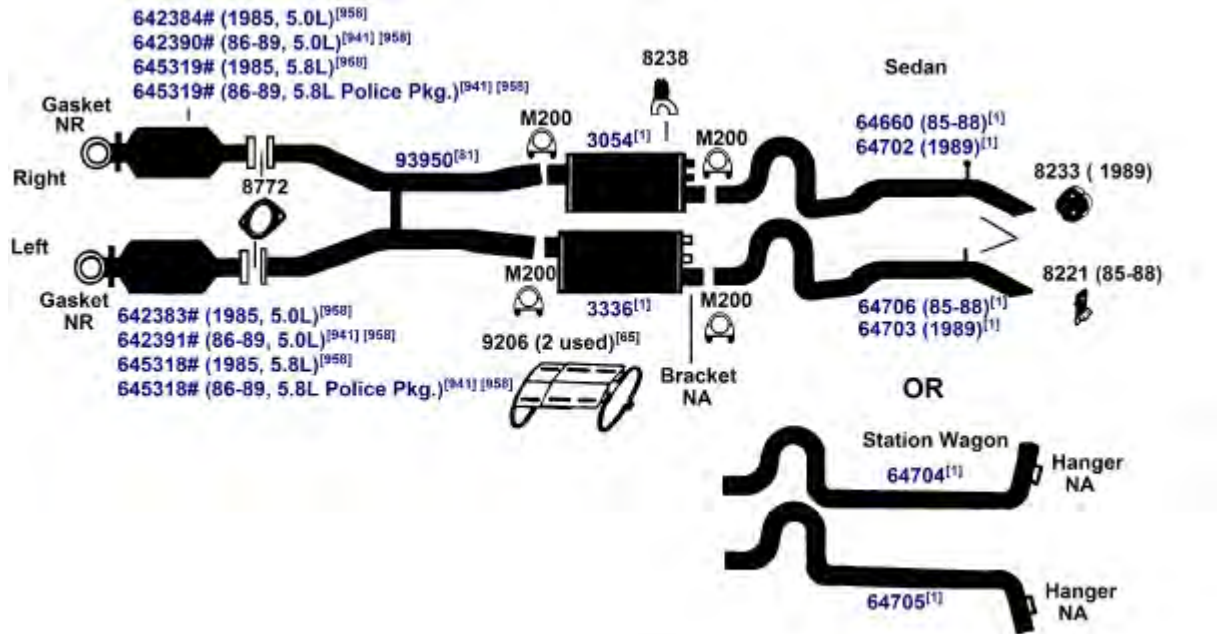 642384# (1985, 5.0L)[958]
642390# (86-89, 5.0L)[941] [958]
645319# (1985, 5.8L)[958]
645319# (86-89, 5.8L Police Pkg.)[941] [958]
Gasket
NR
Right
8772
93950[81]
M200
3054[1]
8238
M200
Sedan
64660 (85-88)[1]
64702 (1989)[1]
8233 ( 1989)
Left
Gasket
NR
642383# (1985, 5.0L)[958]
642391# (86-89, 5.0L)[941] [958]
645318# (1985, 5.8L)[958]
645318# (86-89, 5.8L Police Pkg.)[941] [958]
M200
3336[1]
9206 (2 used)[65]
M200
Bracket
NA
64706 (85-88)[1]
64703 (1989)[1]
8221 (85-88)
OR
Station Wagon
64704[1]
Hanger
NA
64705[1]
Hanger
NA